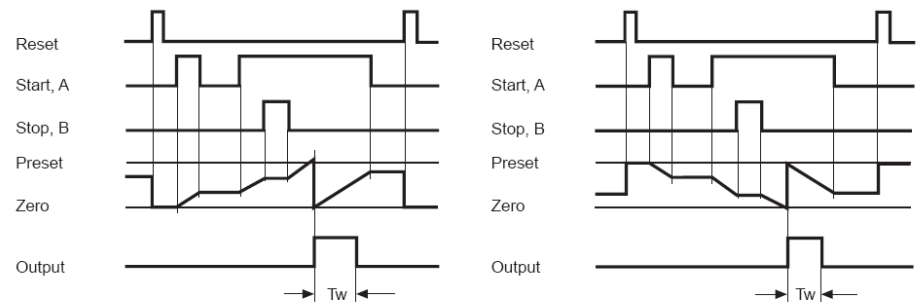 Reset
Start, A
Stop, B
Preset
Zero
Output
Tw
Reset
Start, A
Stop, B
Preset
Zero
Output
Tw